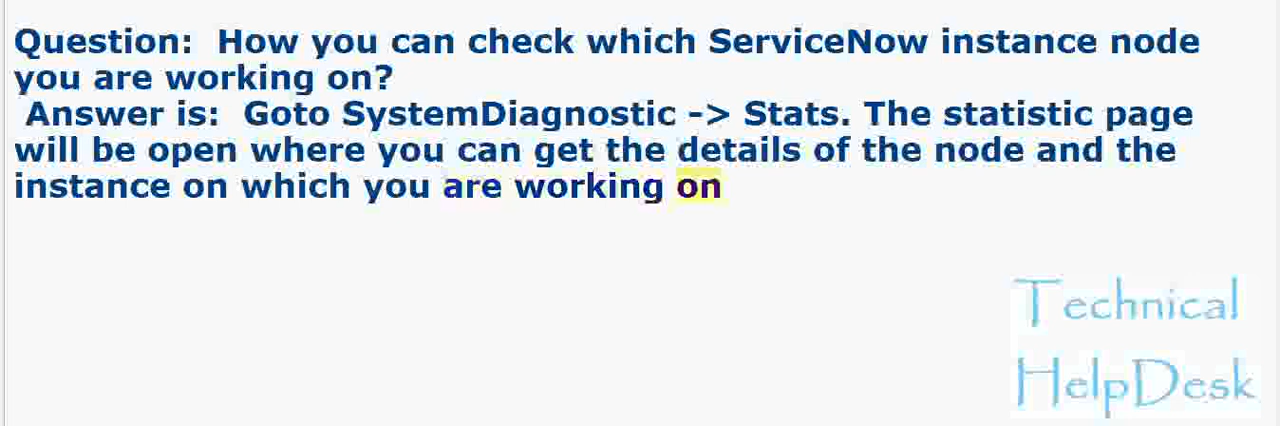 Question:  How you can check which ServiceNow instance node
you are working on?
Answer is:  Goto SystemDiagnostic -> Stats. The statistic page
will be open where you can get the details of the node and the
instance on which you are working on
Technical
HelpDesk